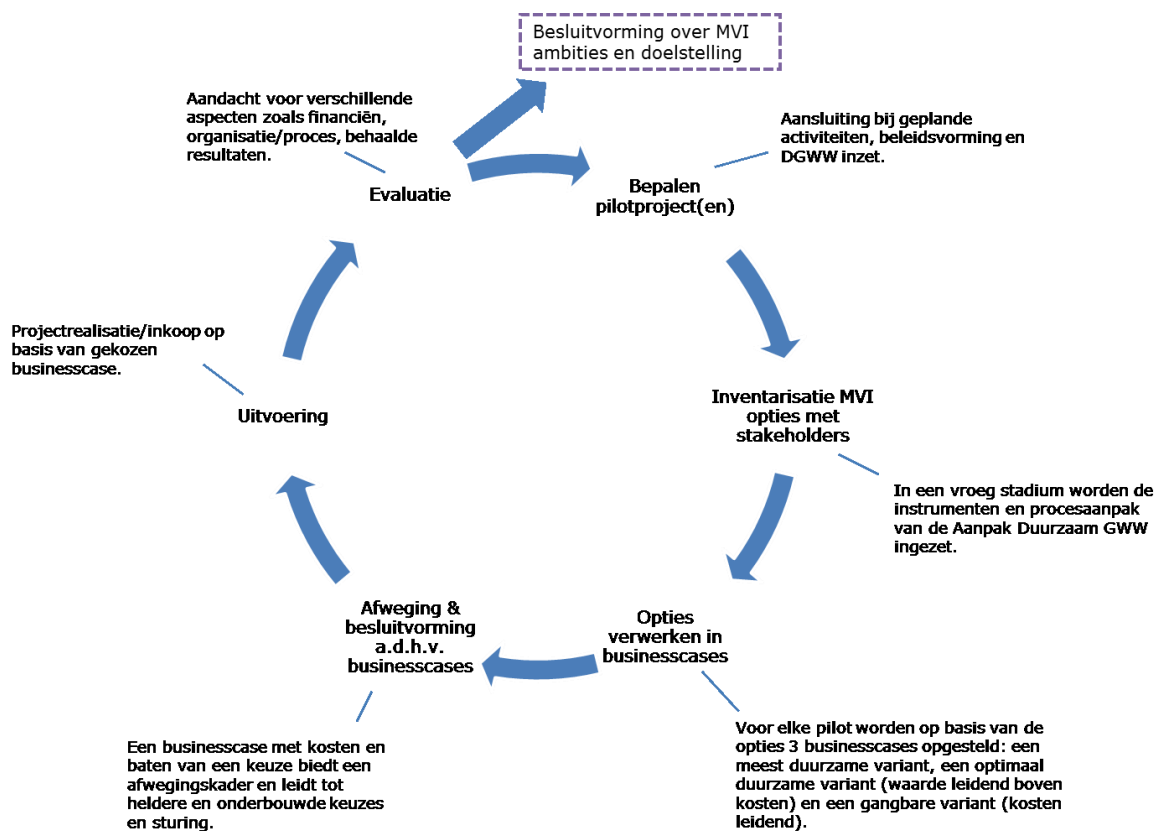 Besluitvorming over MVI
ambities en doelstelling
Aandacht voor verschillende
aspecten zoals financiën,
organisatie/proces, behaalde
resultaten.
Evaluatie
Aansluiting bij geplande
activiteiten, beleidsvorming en
DGWW inzet.
Bepalen
pilotproject(en)
Inventarisatie MVI
opties met
stakeholders
In een vroeg stadium worden de
instrumenten en procesaanpak
van de Aanpak Duurzaam GWW
ingezet.
Opties
verwerken in
businesscases
Voor elke pilot worden op basis van de
opties 3 businesscases opgesteld: een
meest duurzame variant, een optimaal
duurzame variant (waarde leidend boven
kosten) en een gangbare variant (kosten
leidend).
Afweging &
besluitvorming
a.d.h.v.
businesscases
Een businesscase met kosten en
baten van een keuze biedt een
afwegingskader en leidt tot
heldere en onderbouwde keuzes
en sturing.
Uitvoering
Projectrealisatie/inkoop op
basis van gekozen
businesscase.